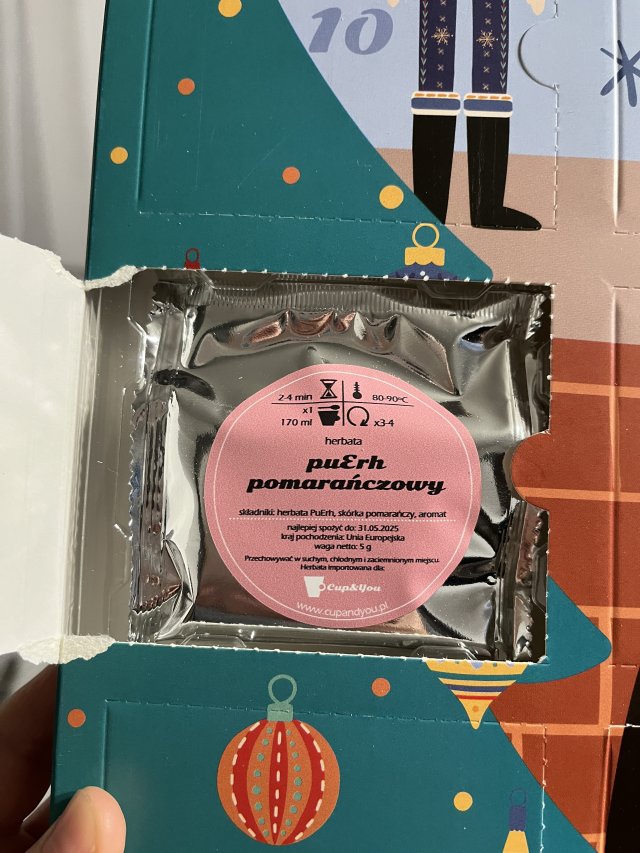 10
2-4 min 80-90°C
x1
170 ml x3-4
herbata
puErh
pomarańczowy
składniki: herbata PuErh, skórka pomarańczy, aromat
najlepiej spożyć do: 31.05.2025
kraj pochodzenia: Unia Europejska
waga netto: 5 g
Przechowywać w suchym, chłodnym i zaciemnionym miejscu.
Herbata importowana dla:
Cup&You
www.cupandyou.pl